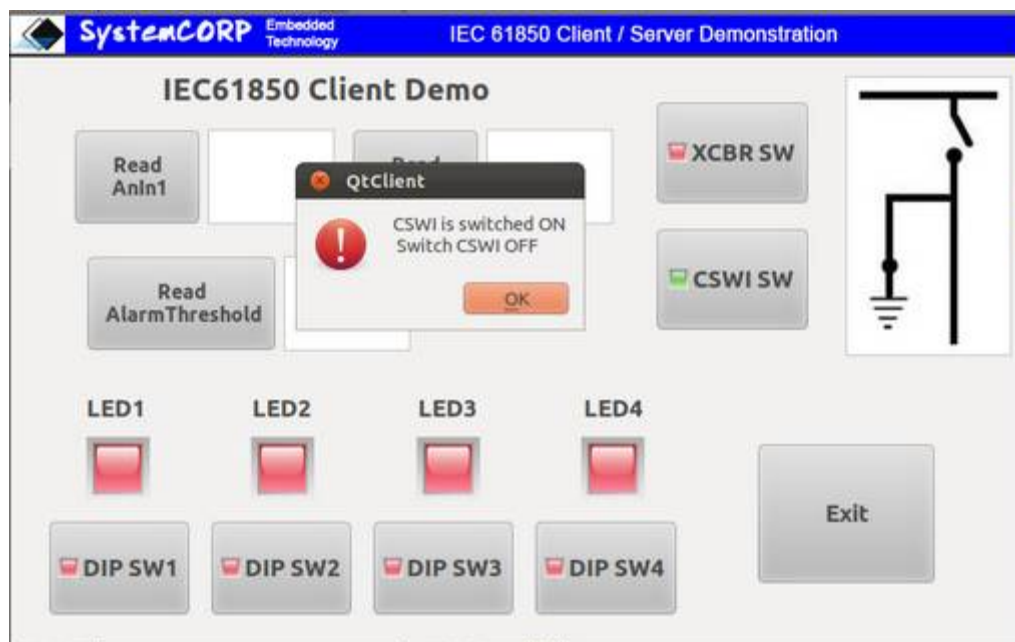 SystemCORP
Embedded
Technology
IEC 61850 Client / Server Demonstration
IEC61850 Client Demo
Read
AnIn1
Read
XCBR SW
QtClient
CSWI is switched ON
Switch CSWI OFF
OK
CSWI SW
Read
AlarmThreshold
LED1
LED2
LED3
LED4
Exit
DIP SW1
DIP SW2
DIP SW3
DIP SW4